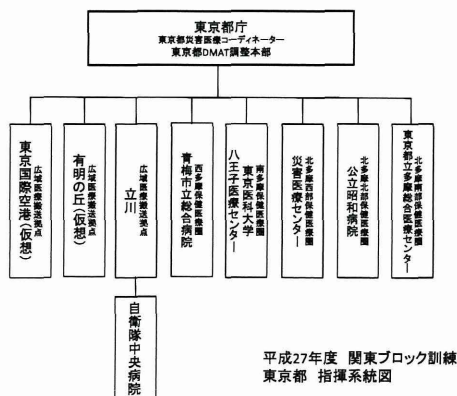 東京都庁
東京都災害医療コーディネーター
東京都DMAT調整本部
広域医療搬送拠点
東京国際空港(仮想)
広域医療搬送拠点
有明の丘(仮想)
広域医療搬送拠点
立川
西多摩保健医療圏
青梅市立総合病院
南多摩保健医療圏
東京医科大学
八王子医療センター
北多摩西部保健医療圏
災害医療センター
北多摩北部保健医療圏
公立昭和病院
北多摩南部保健医療圏
東京都立多摩総合医療センター
自衛隊中央病院
平成27年度 関東ブロック訓練
東京都 指揮系統図